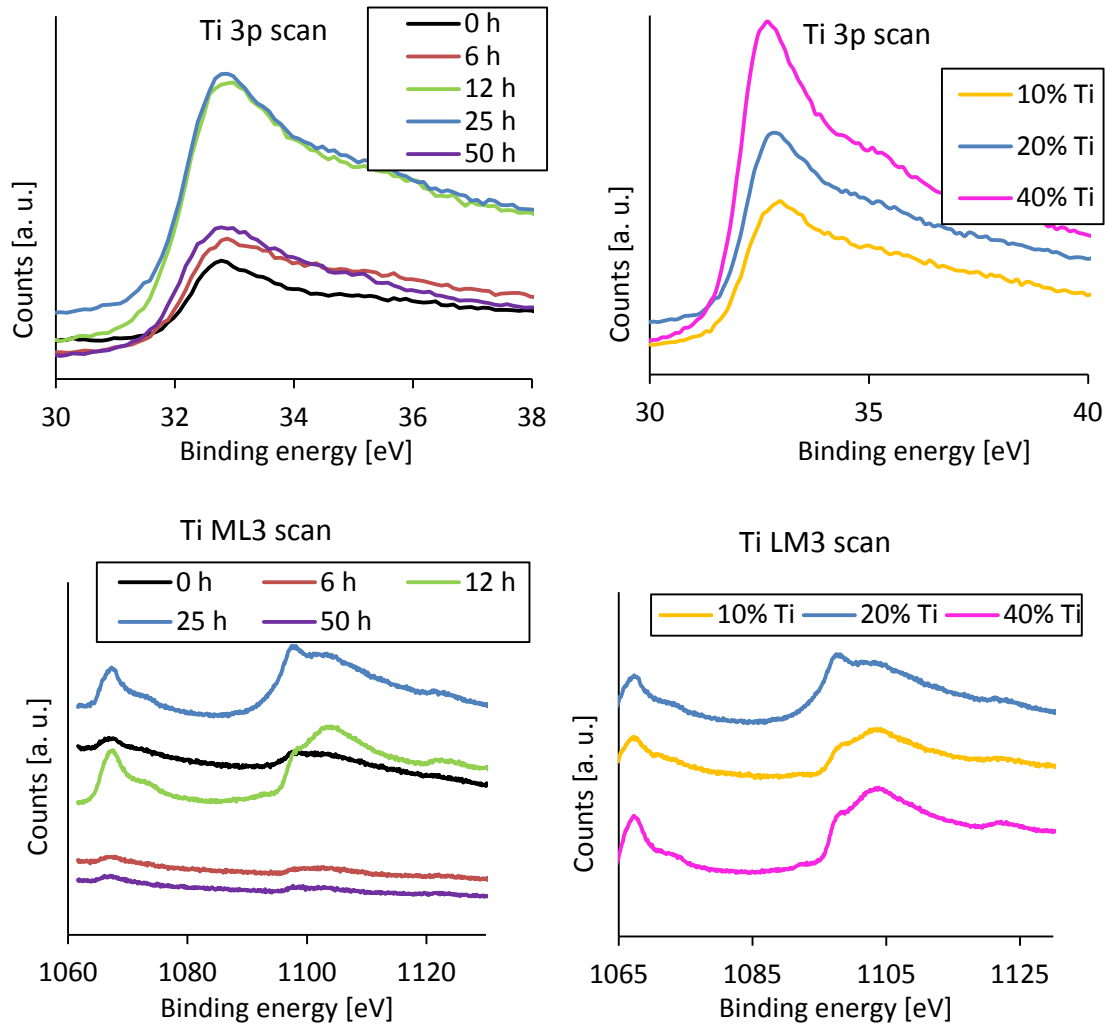 Ti 3p scan
0 h
6 h
12 h
25 h
50 h
Counts [a. u.]
30 32 34 36 38
Binding energy [eV]
Ti 3p scan
10% Ti
20% Ti
40% Ti
Counts [a. u.]
30 35 40
Binding energy [eV]
Ti ML3 scan
0 h 6 h 12 h
25 h 50 h
Counts [a. u.]
1060 1080 1100 1120
Binding energy [eV]
Ti LM3 scan
10% Ti 20% Ti 40% Ti
Counts [a. u.]
1065 1085 1105 1125
Binding energy [eV]